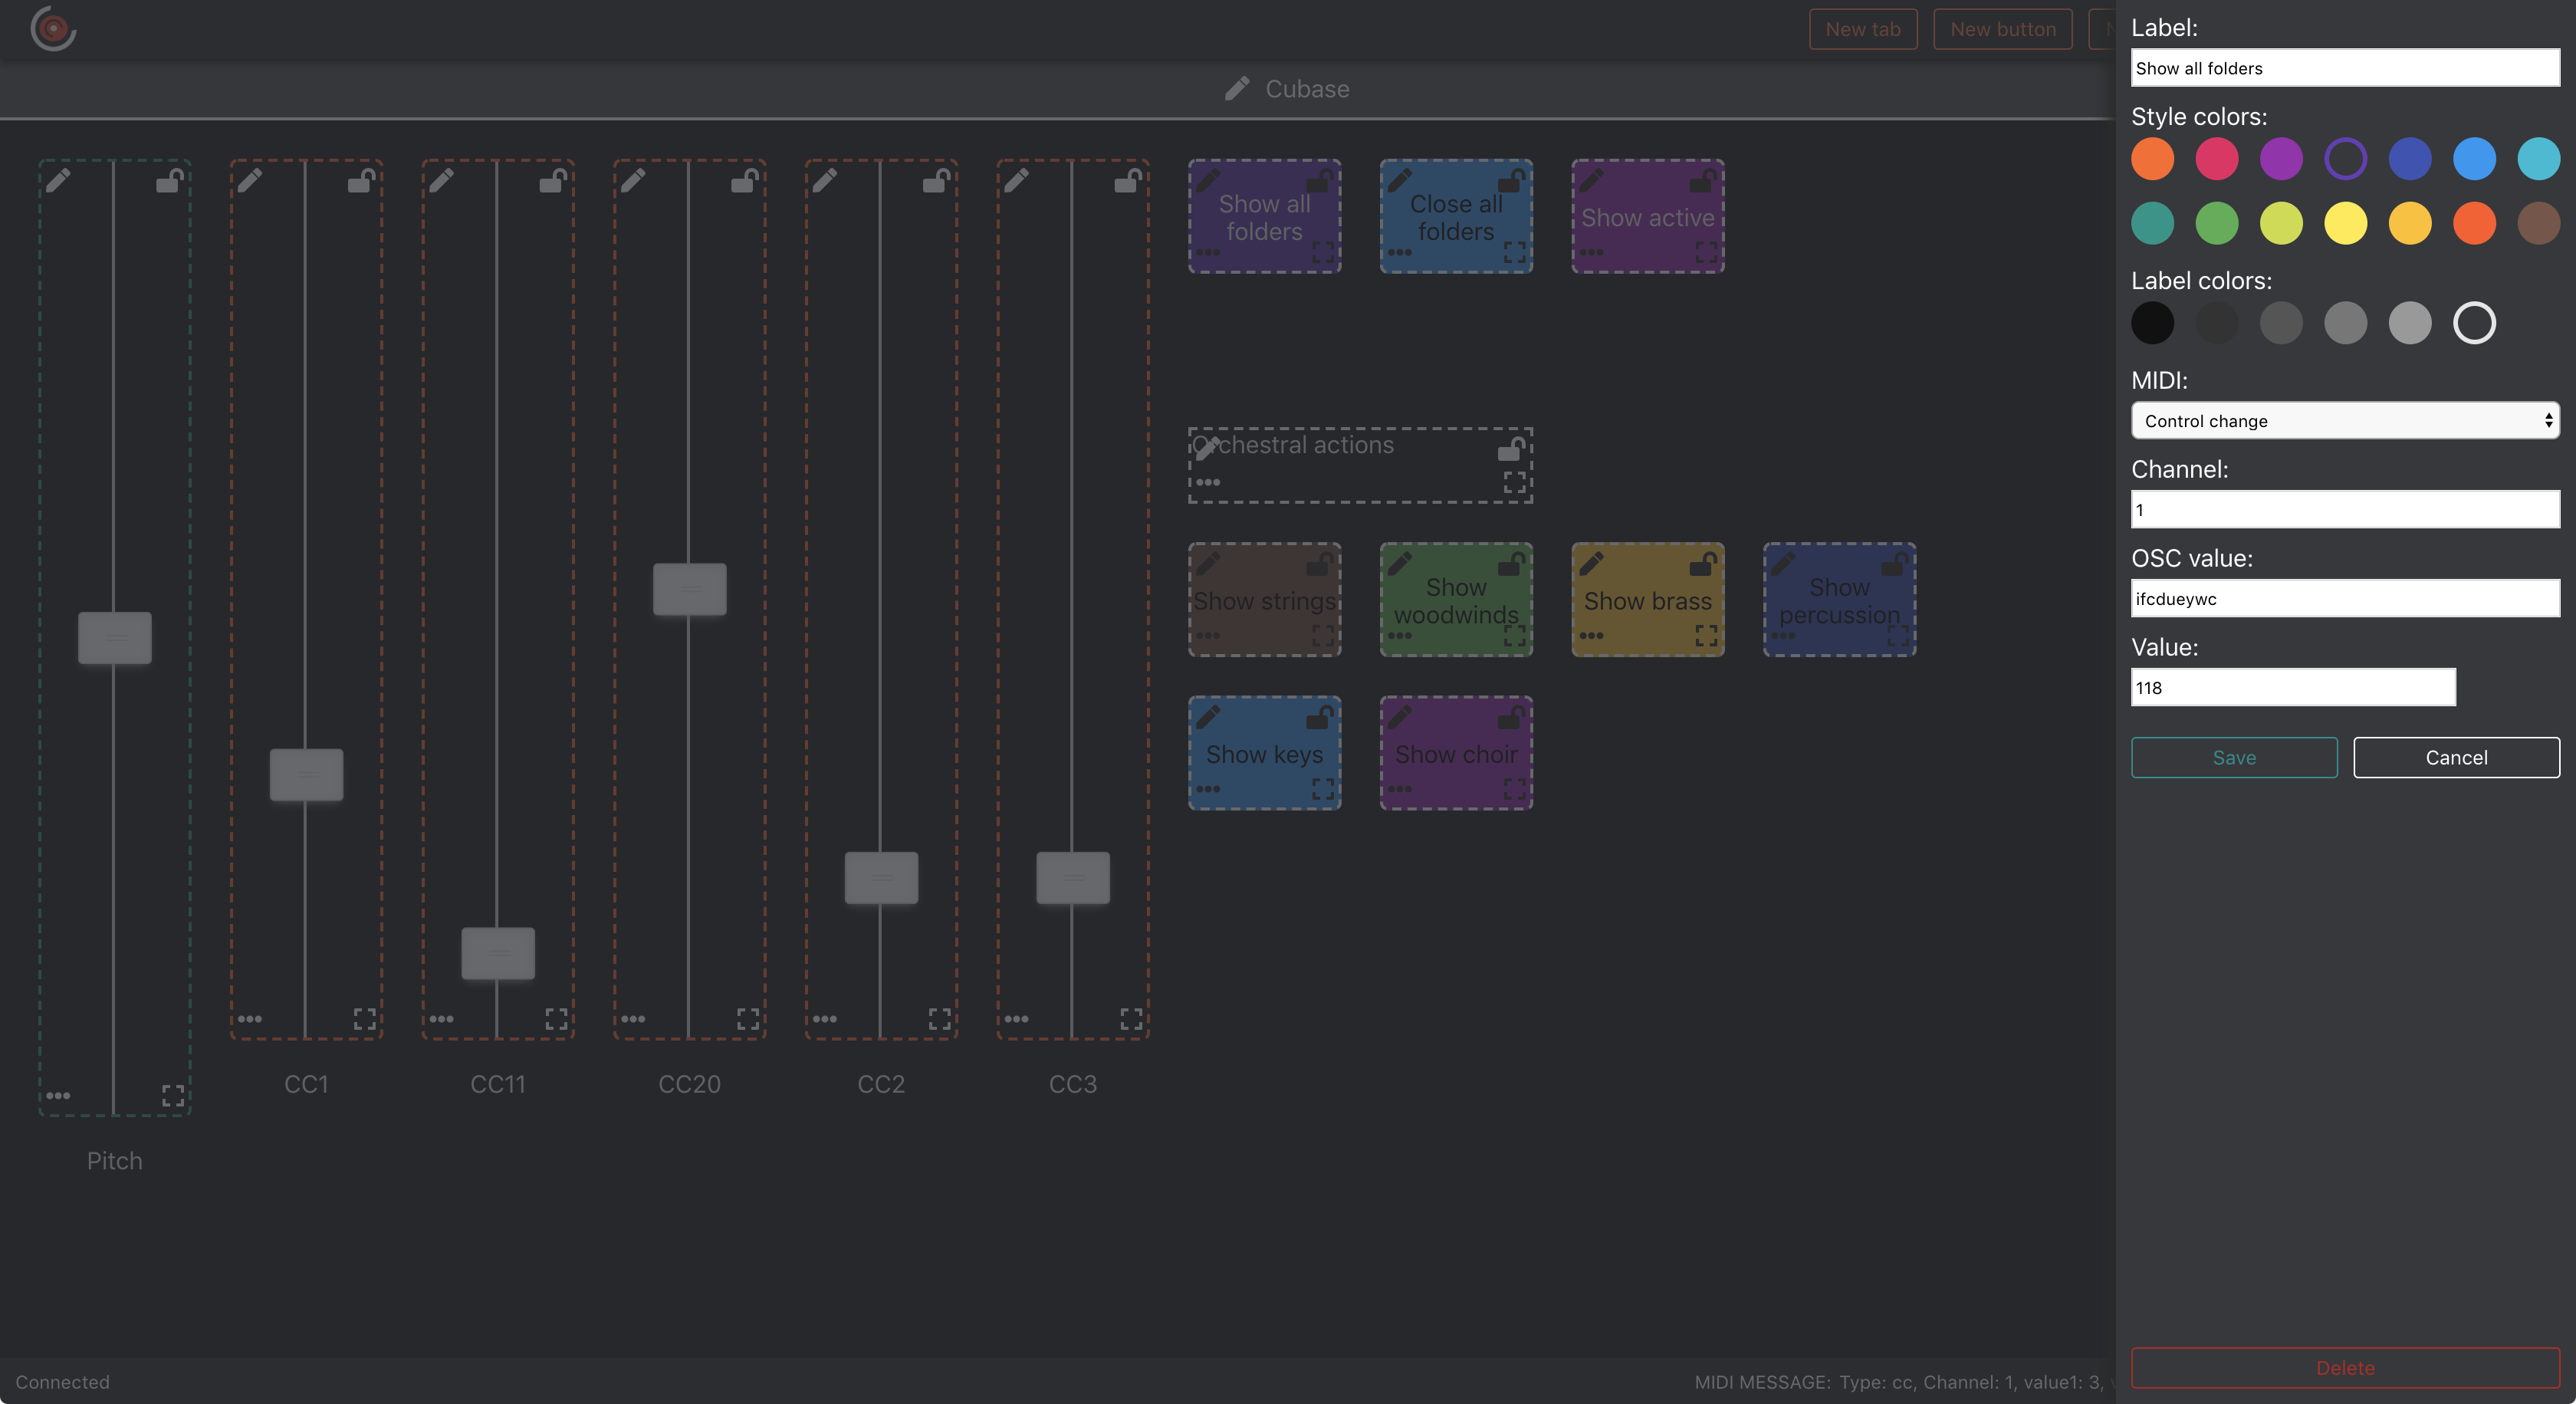 New tab
New button
Cubase
Show all
folders
Close all
folders
Show active
Orchestral actions
Show strings
Show
woodwinds
Show brass
Show
percussion
Show keys
Show choir
CC1
CC11
CC20
CC2
CC3
Pitch
Connected
MIDI MESSAGE: Type: cc, Channel: 1, value1: 3,
Label:
Show all folders
Style colors:
Label colors:
MIDI:
Control change
Channel:
1
OSC value:
ifcdueywc
Value:
118
Save
Cancel
Delete